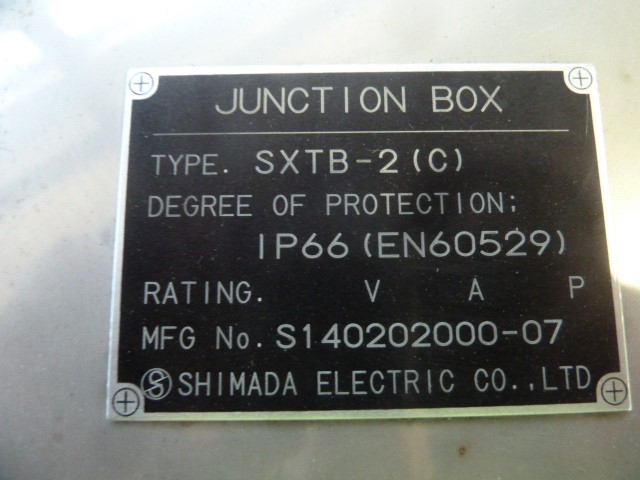 JUNCTION BOX
TYPE. SXTB-2(C)
DEGREE OF PROTECTION;
IP66(EN60529)
RATING. V A P
MFG No. S140202000-07
S SHIMADA ELECTRIC CO.,LTD